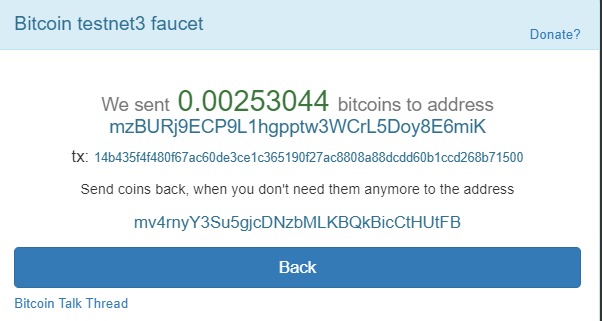 Bitcoin testnet3 faucet
Donate?
We sent 0.00253044 bitcoins to address
mzBURj9ECP9L1hgpptw3WCrL5Doy8E6miK
tx: 14b435f4f480f67ac60de3ce1c365190f27ac8808a88dcdd60b1ccd268b71500
Send coins back, when you don't need them anymore to the address
mv4rnyY3Su5gjcDNzbMLKBQkBicCtHUtFB
Back
Bitcoin Talk Thread